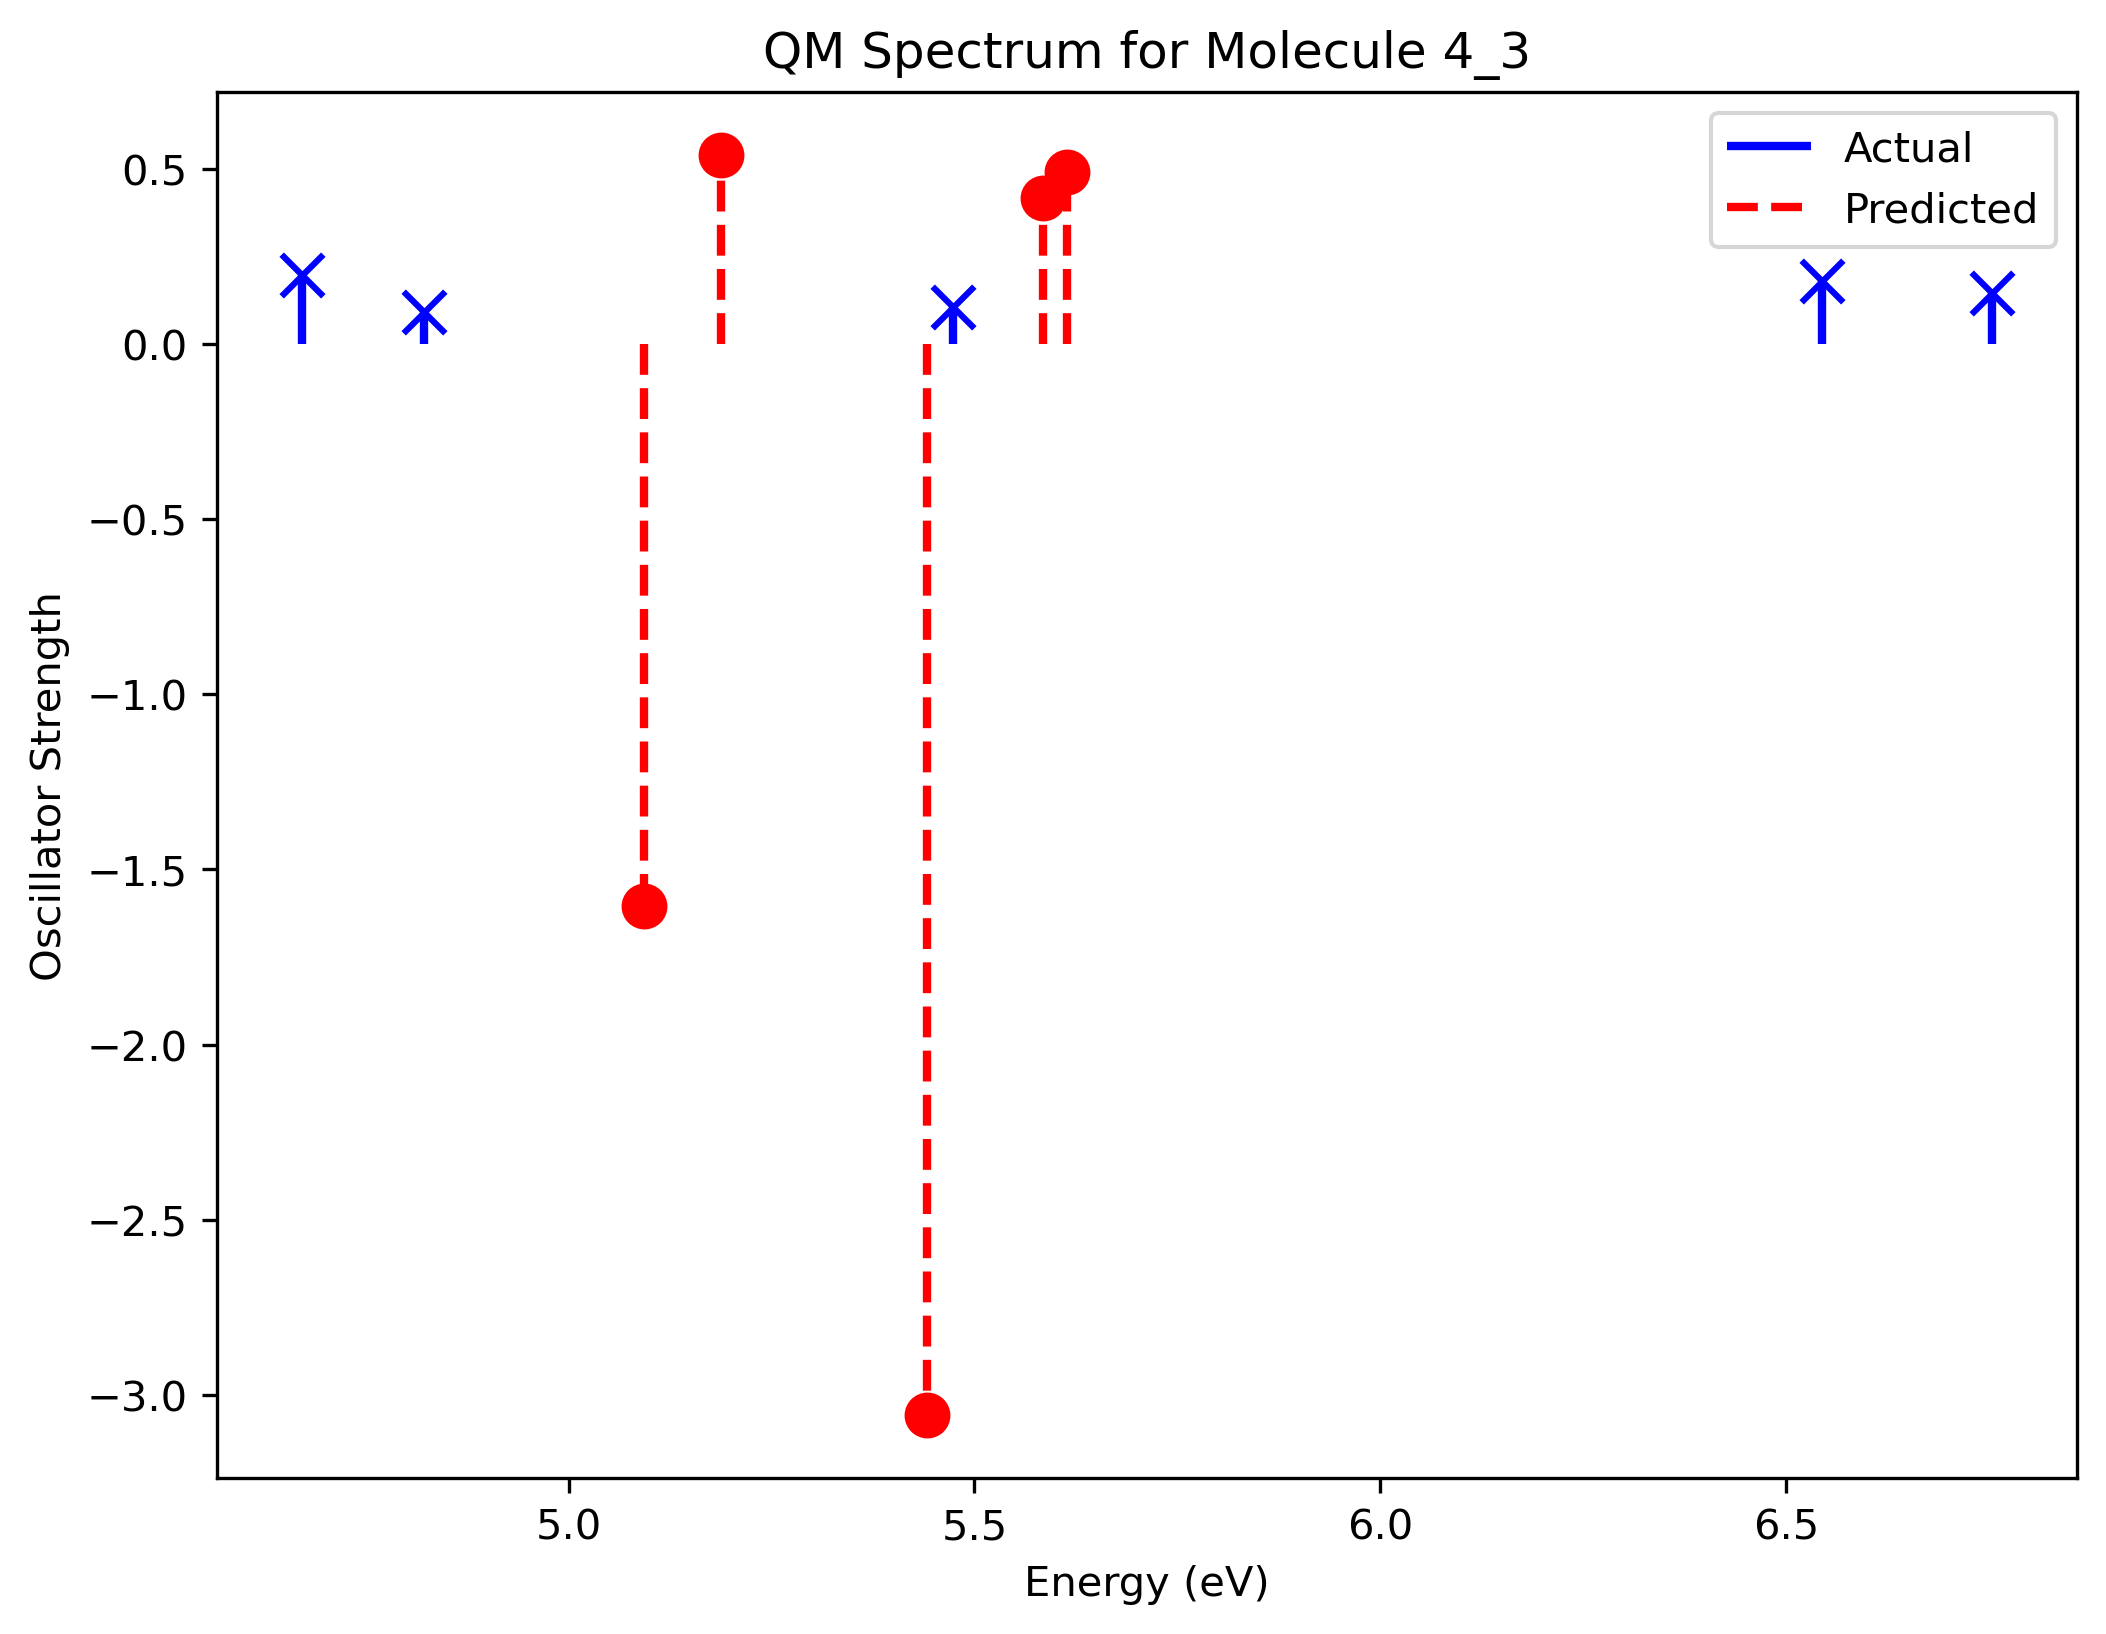 QM Spectrum for Molecule 4_3
Actual
Predicted
0.5
0.0
−0.5
−1.0
−1.5
−2.0
−2.5
−3.0
Oscillator Strength
5.0 5.5 6.0 6.5
Energy (eV)